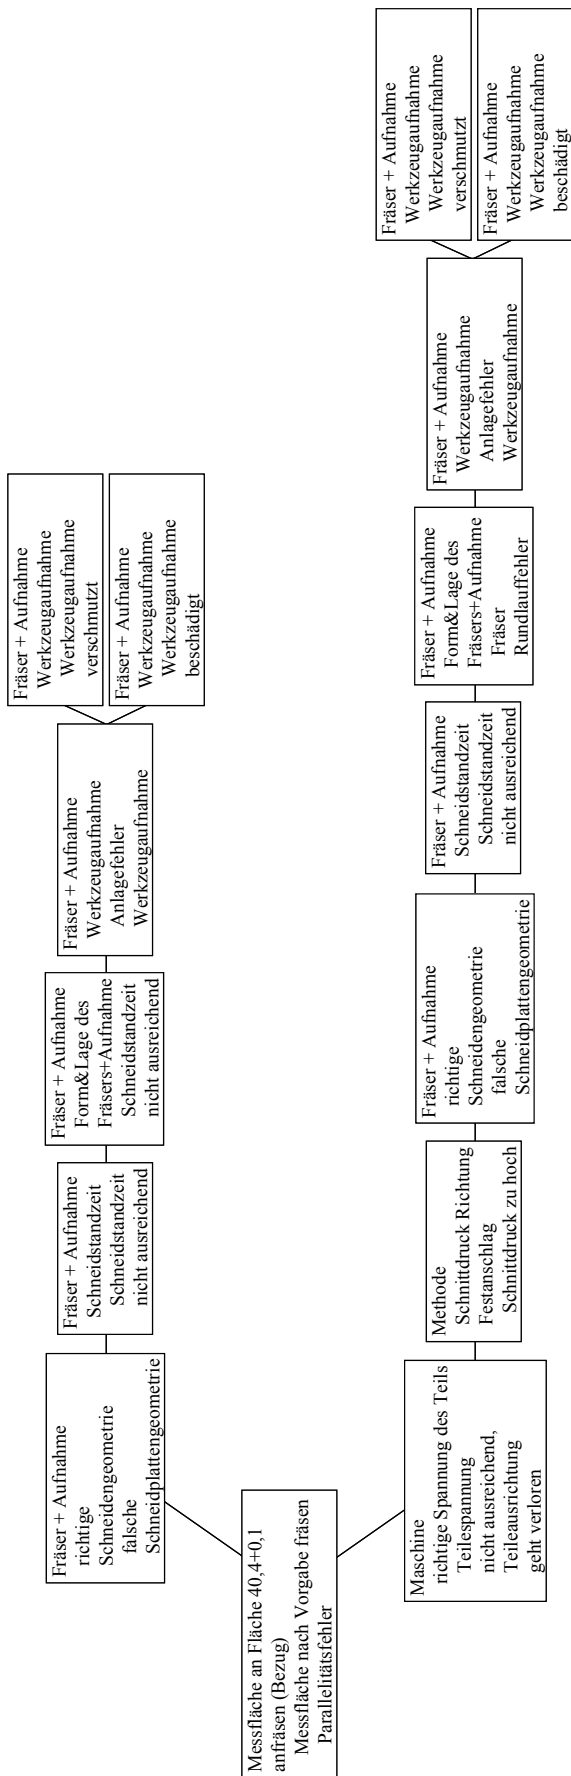 Messfläche an Fläche 40,4+0,1
anfräsen (Bezug)
Messfläche nach Vorgabe fräsen
Parallelitätsfehler
Fräser + Aufnahme
richtige
Schneidengeometrie
falsche
Schneidplattengeometrie
Fräser + Aufnahme
Schneidstandzeit
Schneidstandzeit
nicht ausreichend
Fräser + Aufnahme
Form&Lage des
Fräsers+Aufnahme
Schneidstandzeit
nicht ausreichend
Fräser + Aufnahme
Werkzeugaufnahme
Anlagefehler
Werkzeugaufnahme
Fräser + Aufnahme
Werkzeugaufnahme
Werkzeugaufnahme
verschmutzt
Fräser + Aufnahme
Werkzeugaufnahme
Werkzeugaufnahme
beschädigt
Maschine
richtige Spannung des Teils
Teilespannung
nicht ausreichend,
Teileausrichtung
geht verloren
Methode
Schnittdruck Richtung
Festanschlag
Schnittdruck zu hoch
Fräser + Aufnahme
richtige
Schneidengeometrie
falsche
Schneidplattengeometrie
Fräser + Aufnahme
Schneidstandzeit
Schneidstandzeit
nicht ausreichend
Fräser + Aufnahme
Form&Lage des
Fräsers+Aufnahme
Fräser
Rundlauffehler
Fräser + Aufnahme
Werkzeugaufnahme
Anlagefehler
Werkzeugaufnahme
Fräser + Aufnahme
Werkzeugaufnahme
Werkzeugaufnahme
verschmutzt
Fräser + Aufnahme
Werkzeugaufnahme
Werkzeugaufnahme
beschädigt